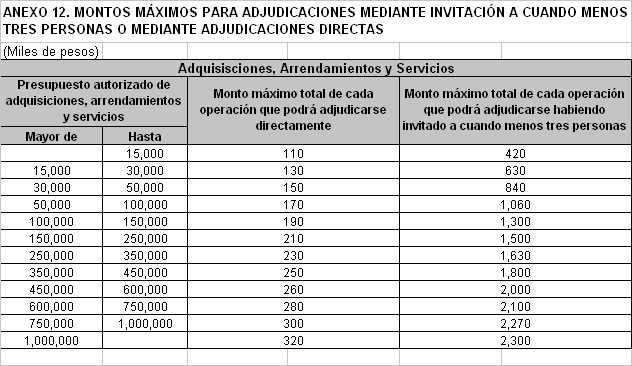 ANEXO 12. MONTOS MÁXIMOS PARA ADJUDICACIONES MEDIANTE INVITACIÓN A CUANDO MENOS
TRES PERSONAS O MEDIANTE ADJUDICACIONES DIRECTAS
(Miles de pesos)
Adquisisciones, Arrendamientos y Servicios
Presupuesto autorizado de
adquisiciones, arrendamientos
y servicios
Monto máximo total de cada
operación que podrá adjudicarse
directamente
Monto máximo total de cada operación
que podrá adjudicarse habiendo
invitado a cuando menos tres personas
Mayor de Hasta
15,000 110 420
15,000 30,000 130 630
30,000 50,000 150 840
50,000 100,000 170 1,060
100,000 150,000 190 1,300
150,000 250,000 210 1,500
250,000 350,000 230 1,630
350,000 450,000 250 1,800
450,000 600,000 260 2,000
600,000 750,000 280 2,100
750,000 1,000,000 300 2,270
1,000,000 320 2,300